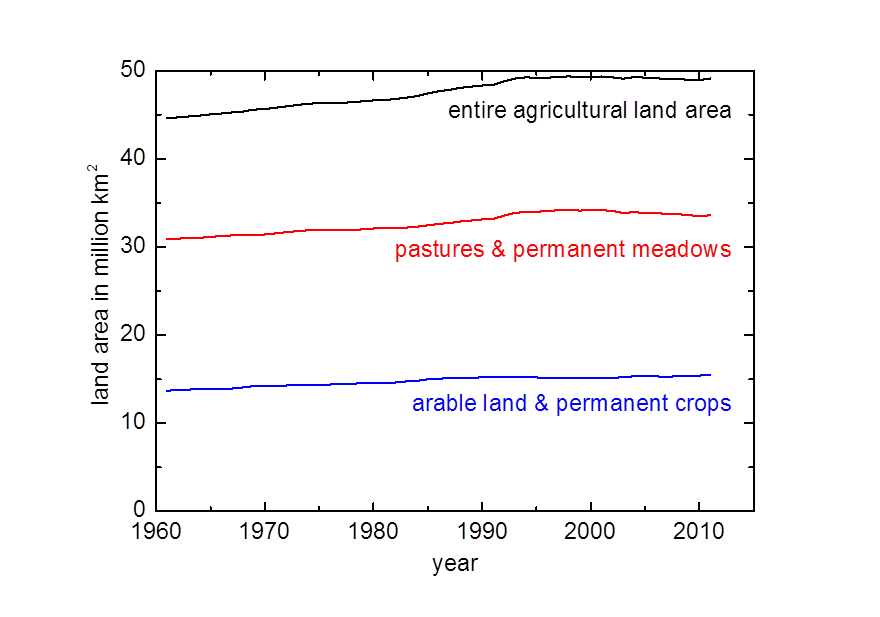 50
40
30
20
10
0
land area in million km²
entire agricultural land area
pastures & permanent meadows
arable land & permanent crops
1960 1970 1980 1990 2000 2010
year